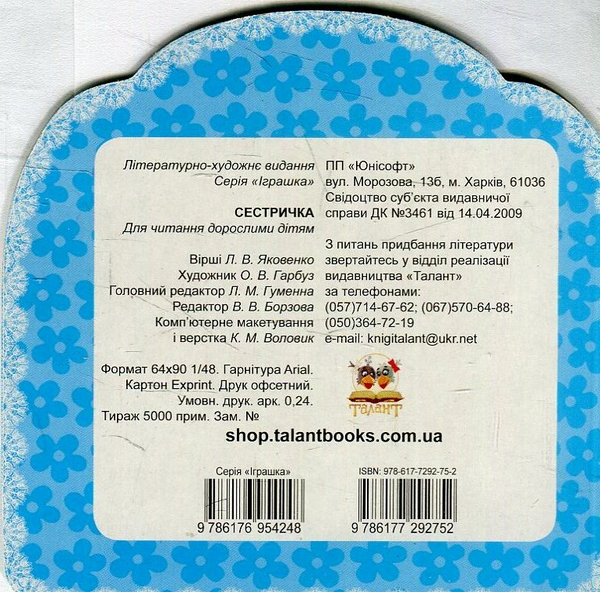 Літературно-художнє видання
Серія «Іграшка»
СЕСТРИЧКА
Для читання дорослими дітям
Вірші Л. В. Яковенко
Художник О. В. Гарбуз
Головний редактор Л. М. Гуменна
Редактор В. В. Борзова
Комп'ютерне макетування
і верстка К. М. Воловик
Формат 64х90 1/48. Гарнітура Arial.
Картон Exprint. Друк офсетний.
Умовн. друк. арк. 0,24.
Тираж 5000 прим. Зам. №
ПП «Юнісофт»
вул. Морозова, 13б, м. Харків, 61036
Свідоцтво суб'єкта видавничої
справи ДК №3461 від 14.04.2009
З питань придбання літератури
звертайтесь у відділ реалізації
видавництва «Талант»
за телефонами:
(057)714-67-62; (067)570-64-88;
(050)364-72-19
e-mail: knigitalant@ukr.net
ТАЛАНТ
shop.talantbooks.com.ua
Серія «Іграшка»
9 786176 954248
ISBN: 978-617-7292-75-2
9 786177 292752